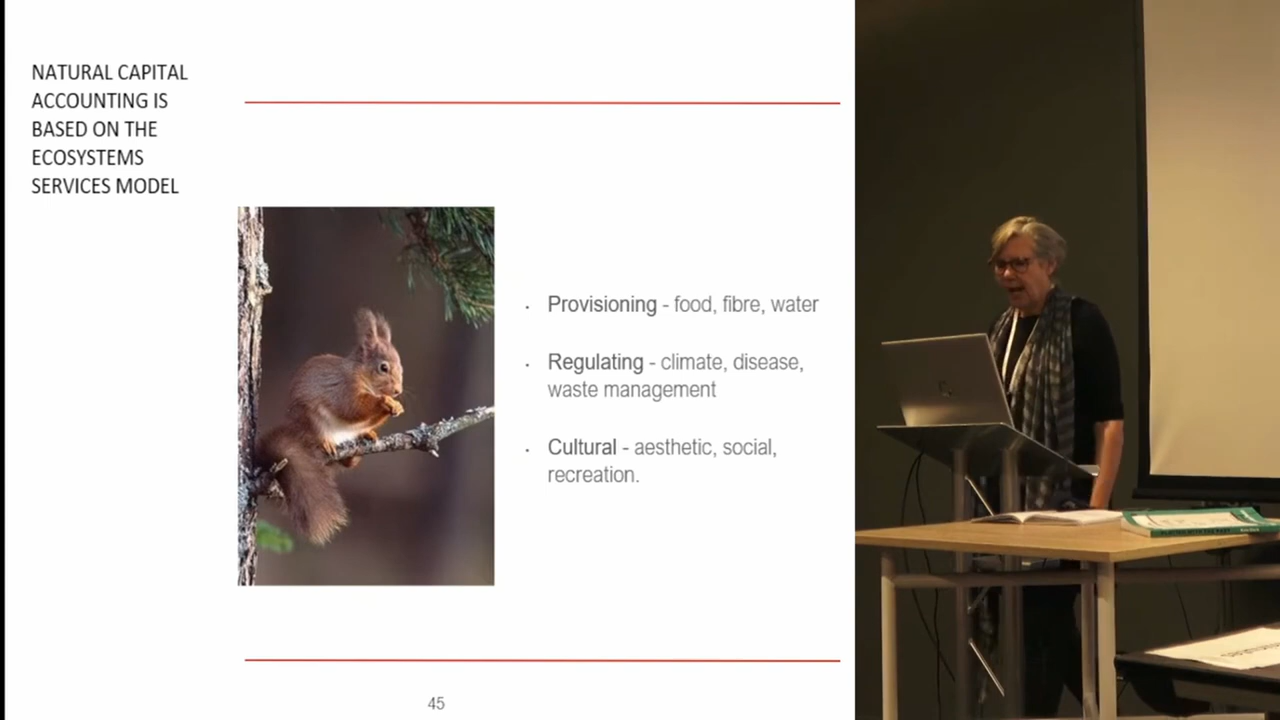 NATURAL CAPITAL
ACCOUNTING IS
BASED ON THE
ECOSYSTEMS
SERVICES MODEL
Provisioning - food, fibre, water
Regulating - climate, disease,
waste management
Cultural - aesthetic, social,
recreation.
45